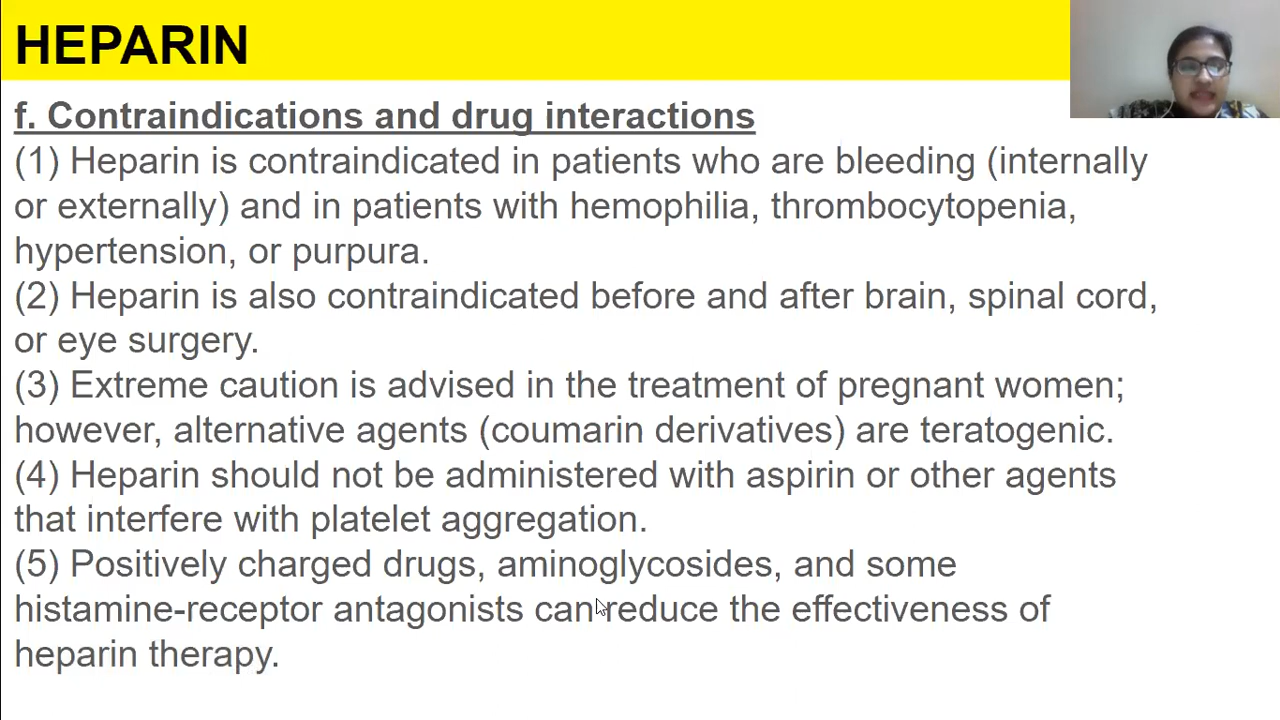 HEPARIN
f. Contraindications and drug interactions
(1) Heparin is contraindicated in patients who are bleeding (internally
or externally) and in patients with hemophilia, thrombocytopenia,
hypertension, or purpura.
(2) Heparin is also contraindicated before and after brain, spinal cord,
or eye surgery.
(3) Extreme caution is advised in the treatment of pregnant women;
however, alternative agents (coumarin derivatives) are teratogenic.
(4) Heparin should not be administered with aspirin or other agents
that interfere with platelet aggregation.
(5) Positively charged drugs, aminoglycosides, and some
histamine-receptor antagonists can reduce the effectiveness of
heparin therapy.